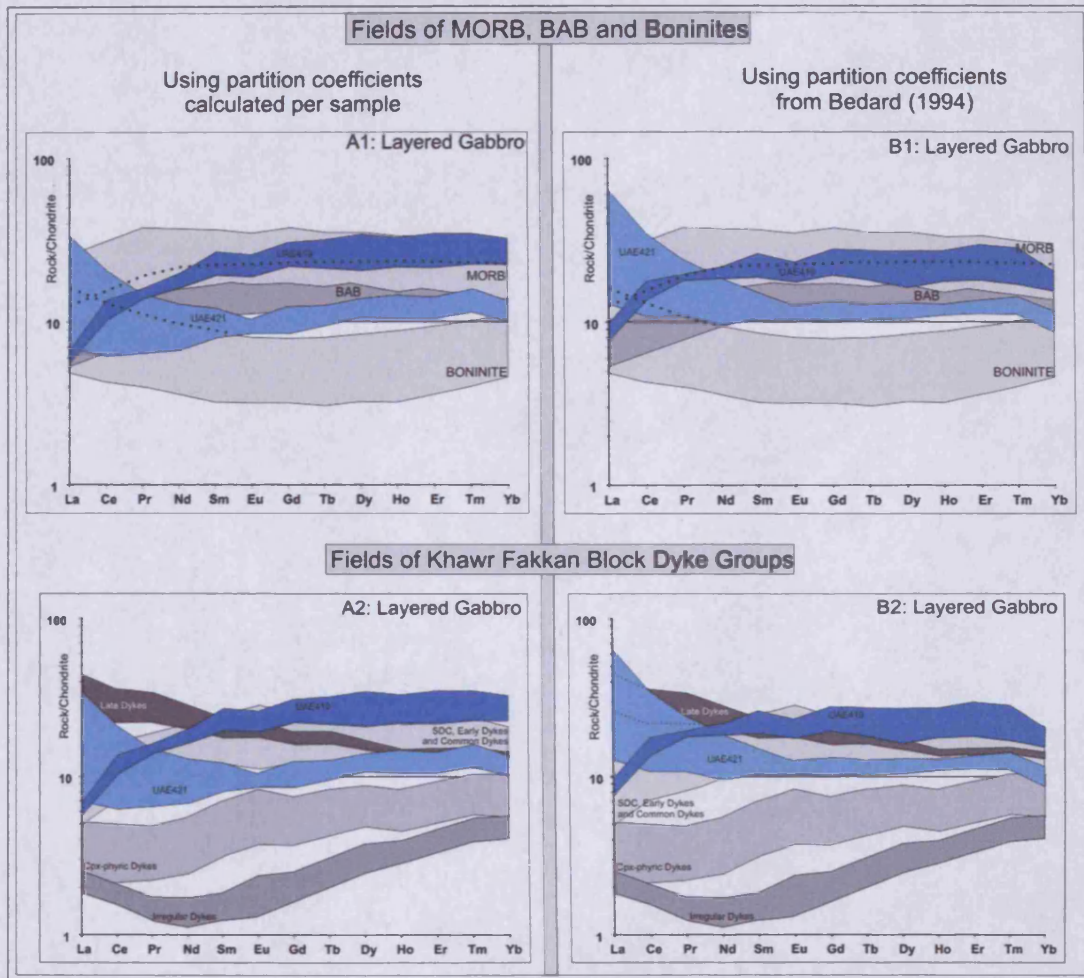 Fields of MORB, BAB and Boninites
Using partition coefficients
calculated per sample
Using partition coefficients
from Bedard (1994)
A1: Layered Gabbro
100
10
1
Rock/Chondrite
UAE419
MORB
BAB
UAE421
BONINITE
La Ce Pr Nd Sm Eu Gd Tb Dy Ho Er Tm Yb
B1: Layered Gabbro
100
10
1
Rock/Chondrite
UAE421
MORB
UAE419
BAB
BONINITE
La Ce Pr Nd Sm Eu Gd Tb Dy Ho Er Tm Yb
Fields of Khawr Fakkan Block Dyke Groups
A2: Layered Gabbro
100
10
1
Rock/Chondrite
Late Dykes
UAE419
SDC, Early Dykes
and Common Dykes
UAE421
Cpx-phyric Dykes
Irregular Dykes
La Ce Pr Nd Sm Eu Gd Tb Dy Ho Er Tm Yb
B2: Layered Gabbro
100
10
1
Rock/Chondrite
Late Dykes
UAE419
UAE421
SDC, Early Dykes
and Common Dykes
Cpx-phyric Dykes
Irregular Dykes
La Ce Pr Nd Sm Eu Gd Tb Dy Ho Er Tm Yb